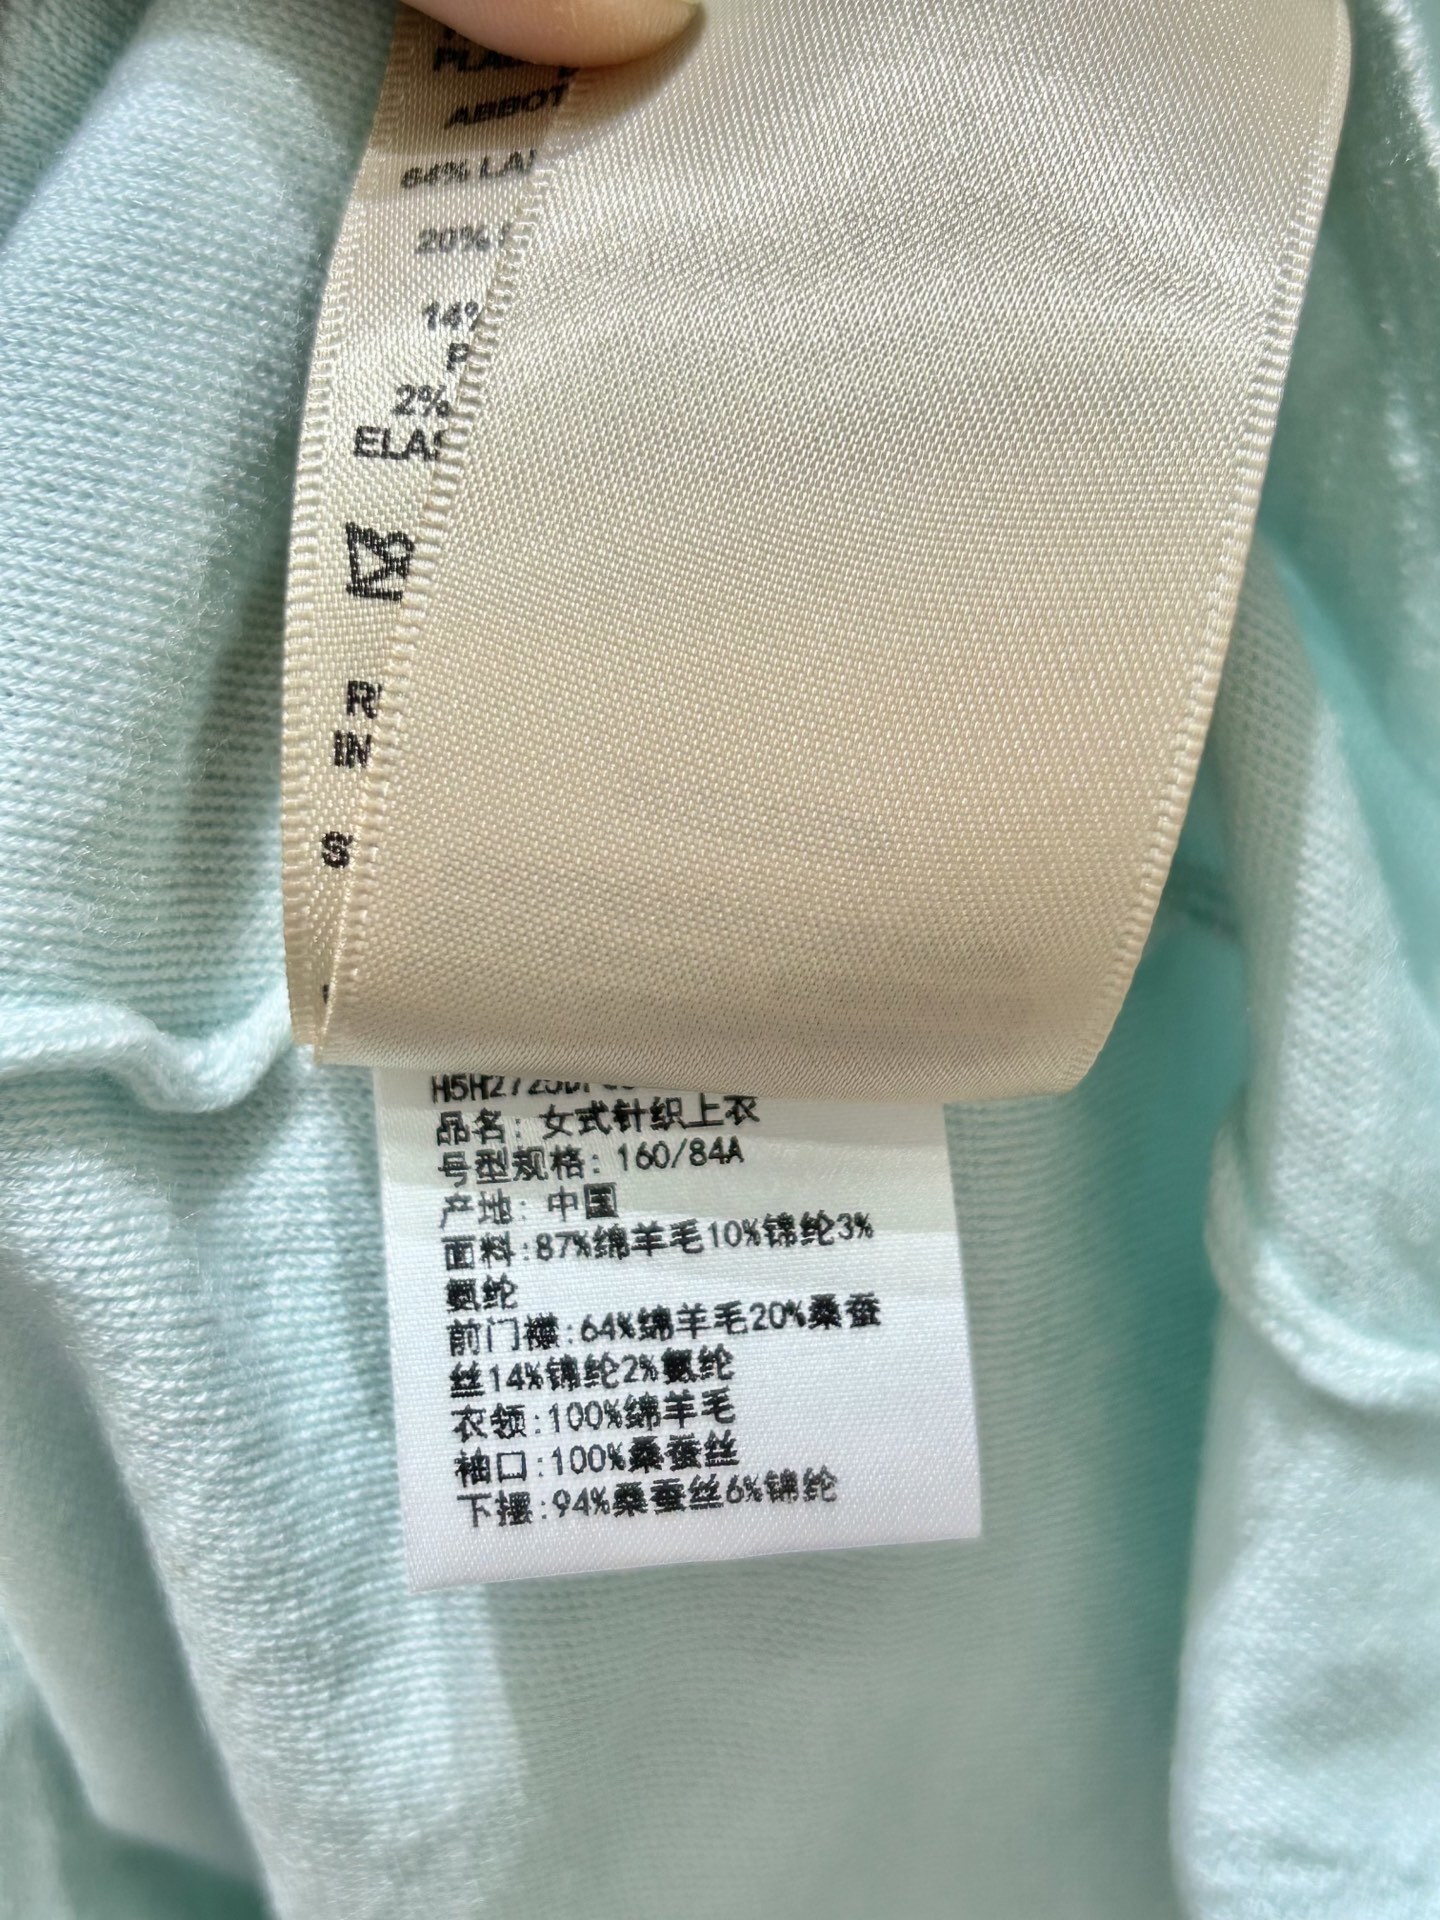 ABBOT
64% LA
20%
14%
P
2%
ELAS
R
IN
S
品名: 女式针织上衣
号型规格: 160/84A
产地: 中国
面料:87%绵羊毛10%锦纶3%
氨纶
前门襟:64%绵羊毛20%桑蚕
丝14%锦纶2%氨纶
衣领:100%绵羊毛
袖口:100%桑蚕丝
下摆:94%桑蚕丝6%锦纶